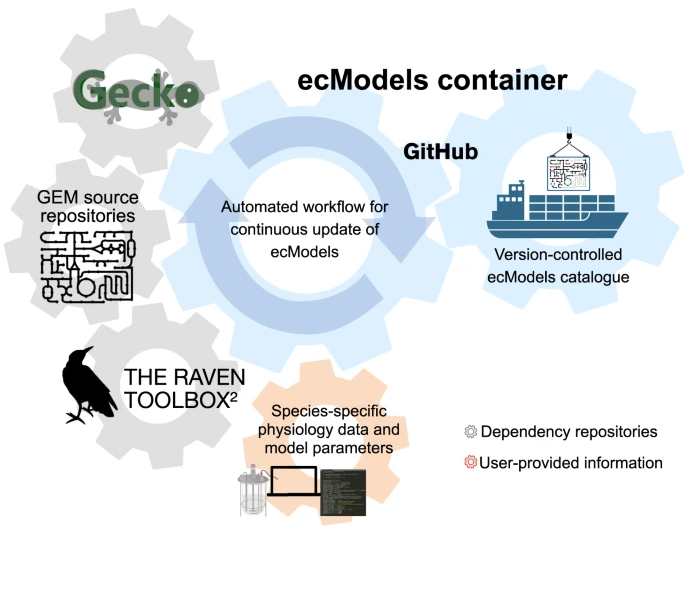 Gecko
ecModels container
GitHub
GEM source
repositories
Automated workflow for
continuous update of
ecModels
Version-controlled
ecModels catalogue
THE RAVEN
TOOLBOX²
Species-specific
physiology data and
model parameters
Dependency repositories
User-provided information